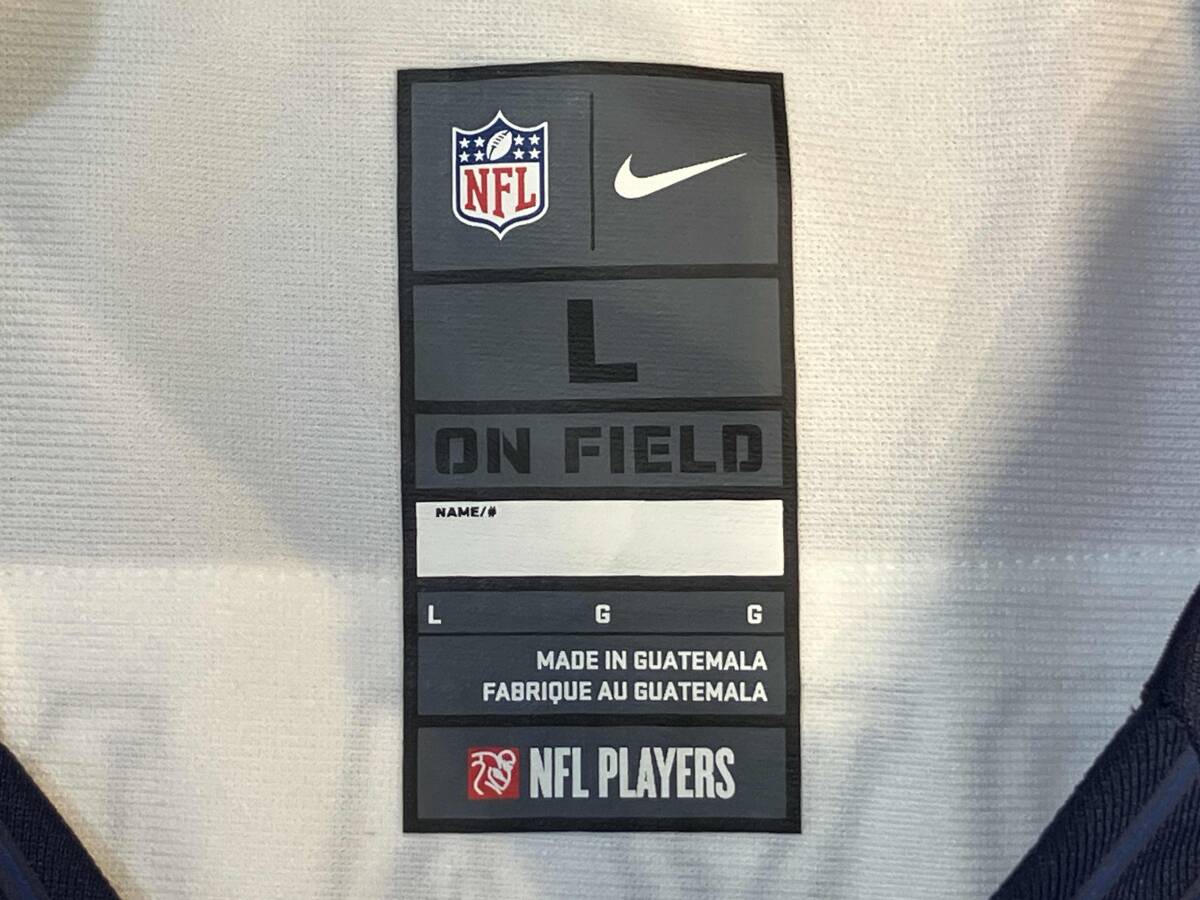 NFL
L
ON FIELD
NAME/#
L G G
MADE IN GUATEMALA
FABRIQUE AU GUATEMALA
NFL PLAYERS